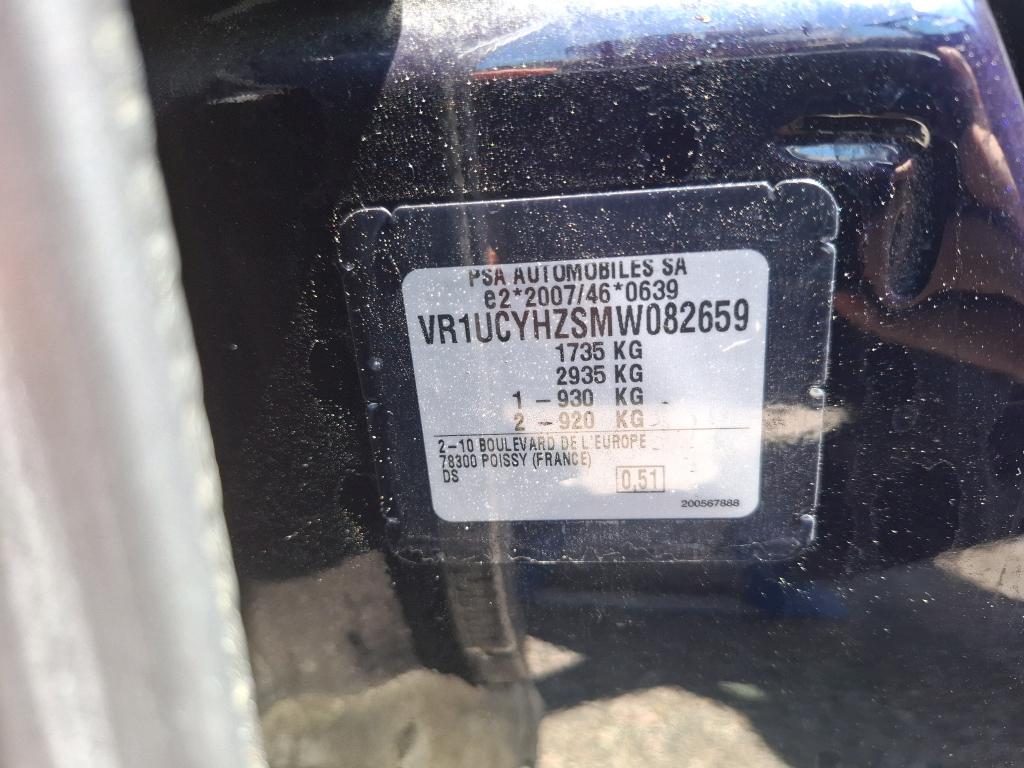 PSA AUTOMOBILES SA
e2*2007/46*0639
VR1UCYHZSMW082659
1735 KG
2935 KG
1 – 930 KG
2 – 920 KG
2–10 BOULEVARD DE L'EUROPE
78300 POISSY (FRANCE)
DS
0,51
200567888